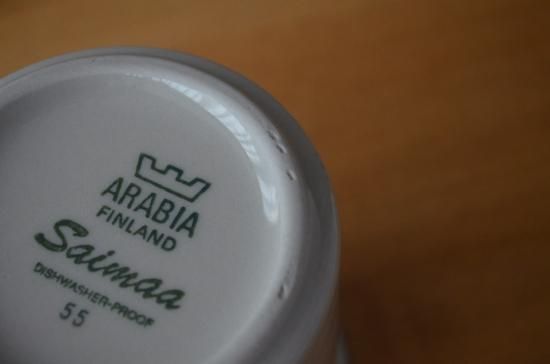 ARABIA
FINLAND
Saimaa
DISHWASHER-PROOF
55